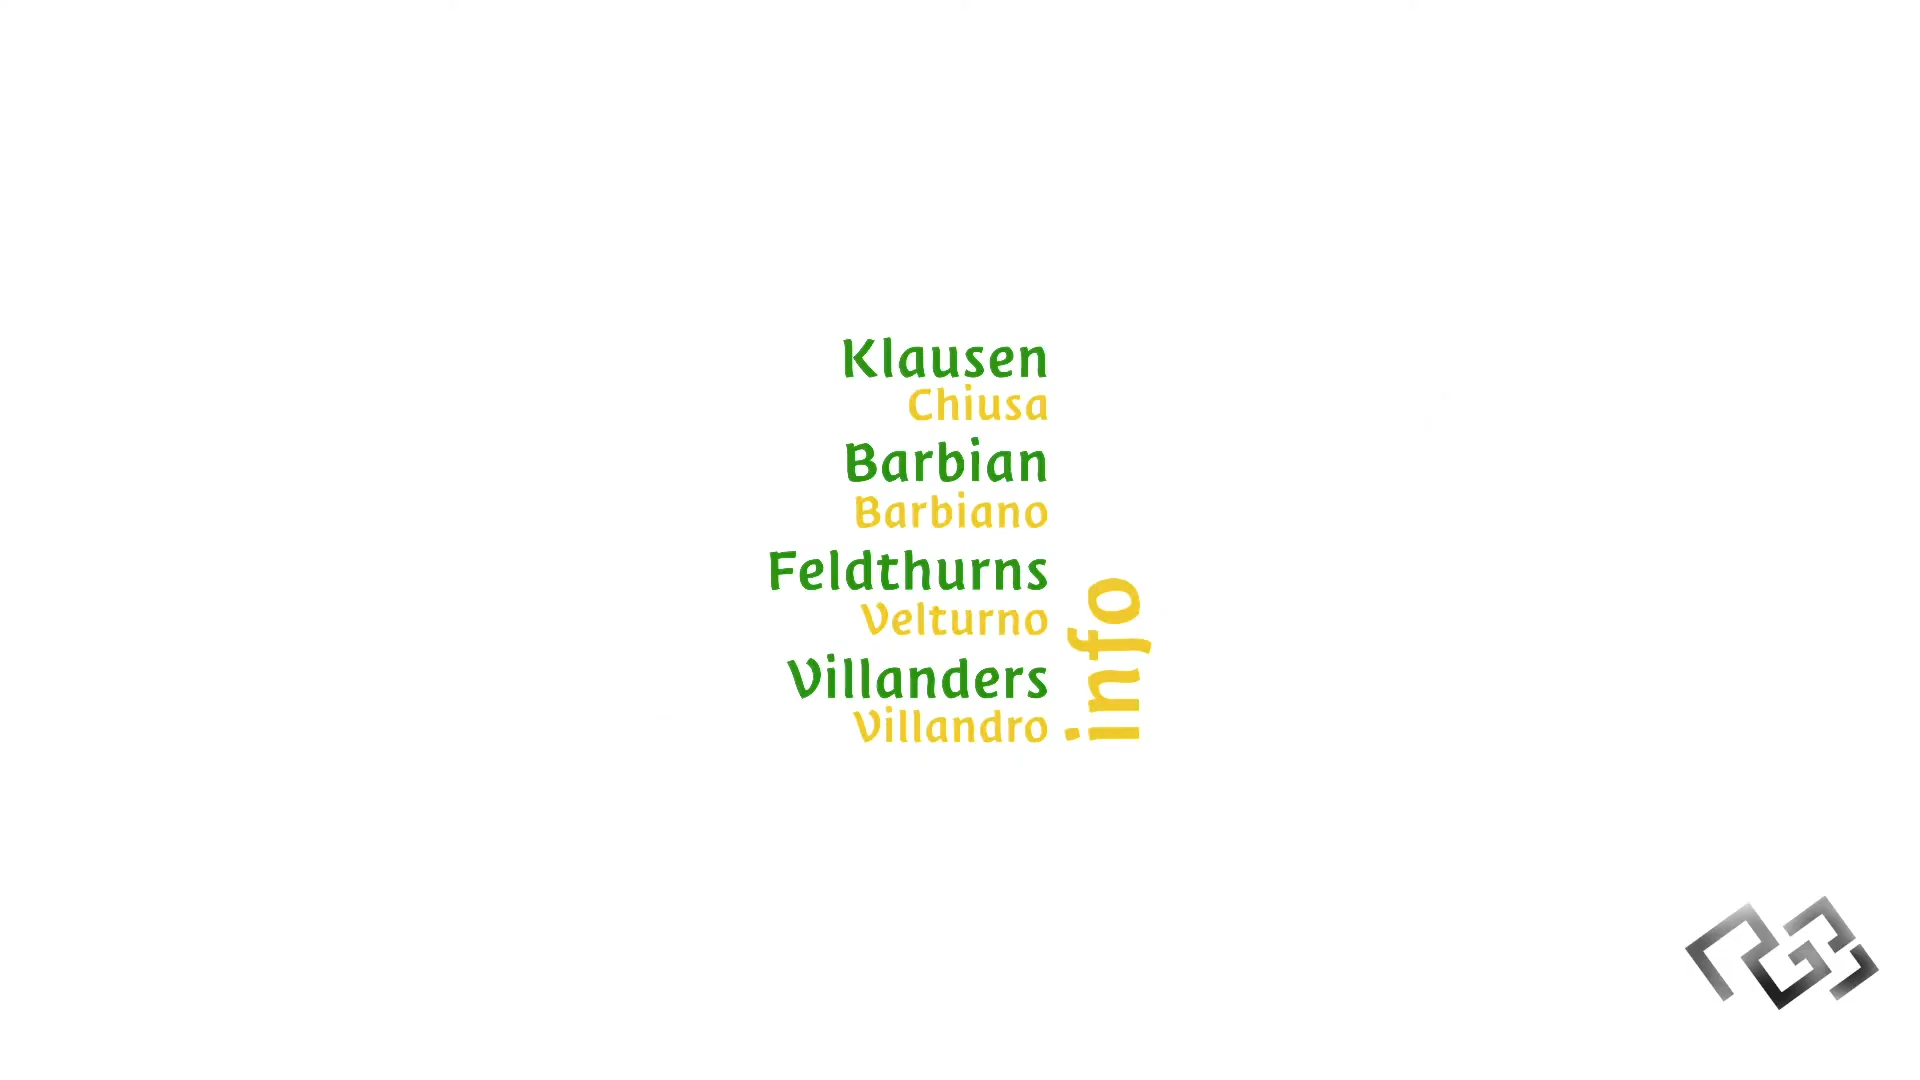 Klausen
Chiusa
Barbian
Barbiano
Feldthurns
Velturno
Villanders
Villandro
info